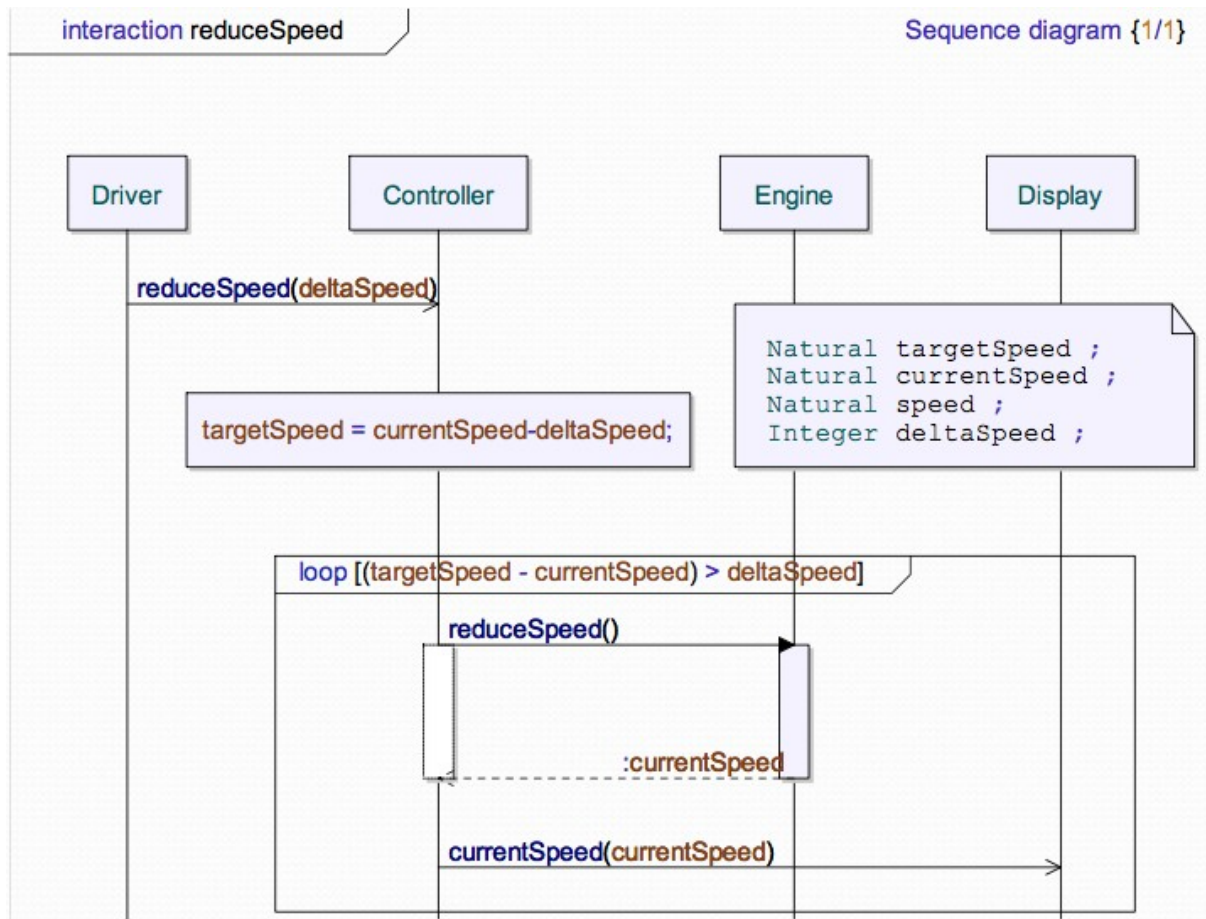 interaction reduceSpeed
Sequence diagram {1/1}
Driver
Controller
Engine
Display
reduceSpeed(deltaSpeed)
Natural targetSpeed ;
Natural currentSpeed ;
Natural speed ;
Integer deltaSpeed ;
targetSpeed = currentSpeed-deltaSpeed;
loop [(targetSpeed - currentSpeed) > deltaSpeed]
reduceSpeed()
:currentSpeed
currentSpeed(currentSpeed)